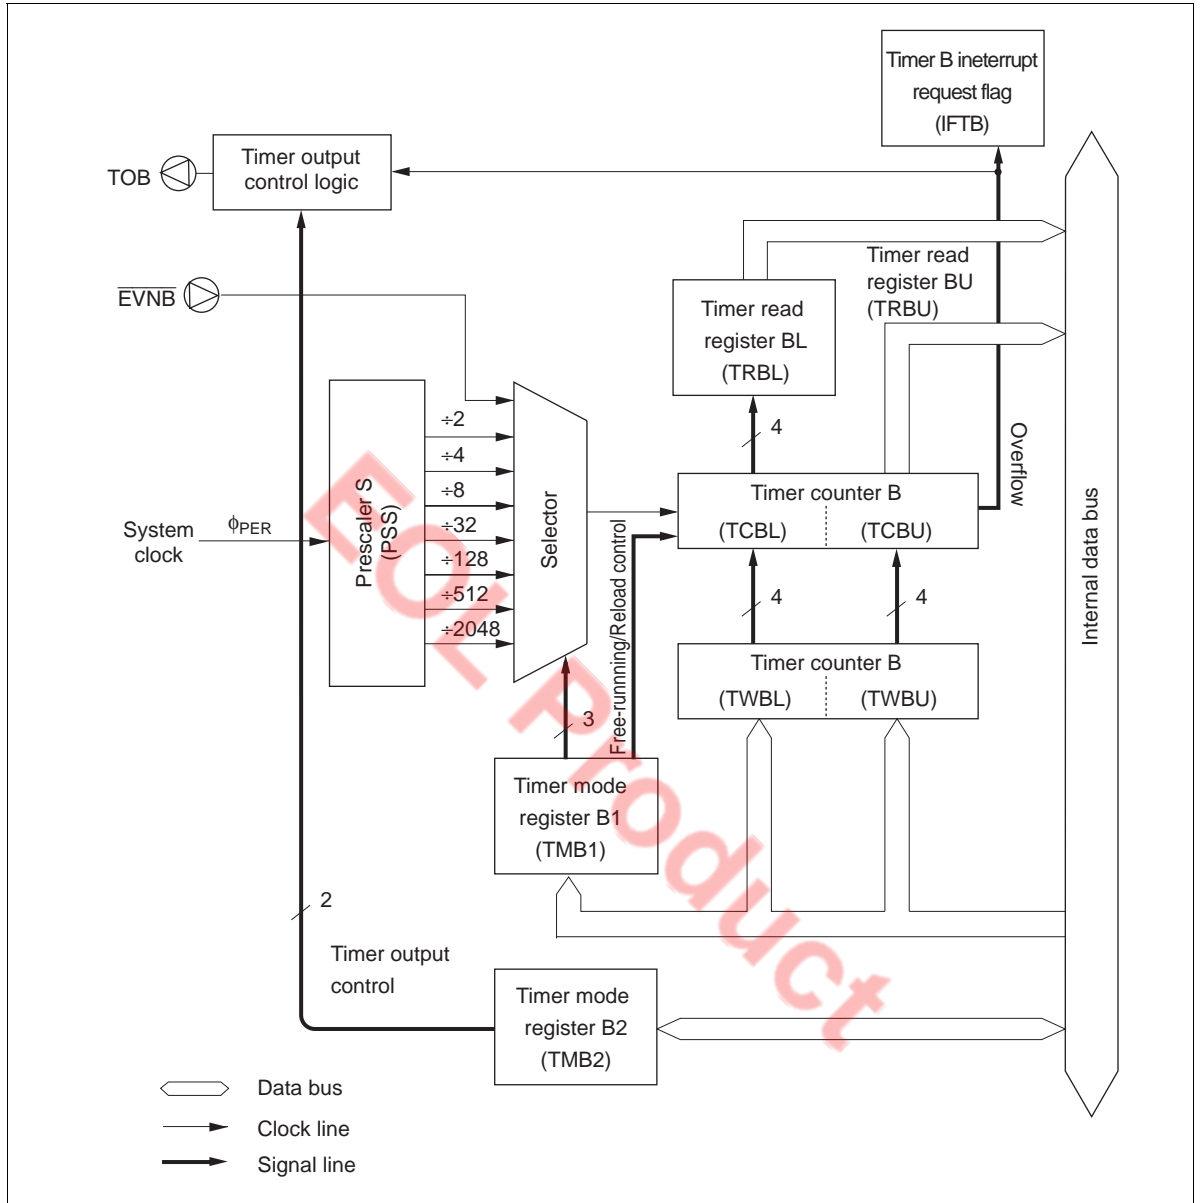 Timer B ineterrupt
request flag
(IFTB)
TOB
Timer output
control logic
EVNB
Timer read
register BU
(TRBU)
Timer read
register BL
(TRBL)
4
Overflow
Internal data bus
System
clock
ϕPER
Prescaler S
(PSS)
÷2
÷4
÷8
÷32
÷128
÷512
÷2048
Selector
Timer counter B
(TCBL)
(TCBU)
Free-runnning/Reload control
4
4
Timer counter B
(TWBL)
(TWBU)
3
Timer mode
register B1
(TMB1)
2
Timer output
control
Timer mode
register B2
(TMB2)
Data bus
Clock line
Signal line
EOL Product